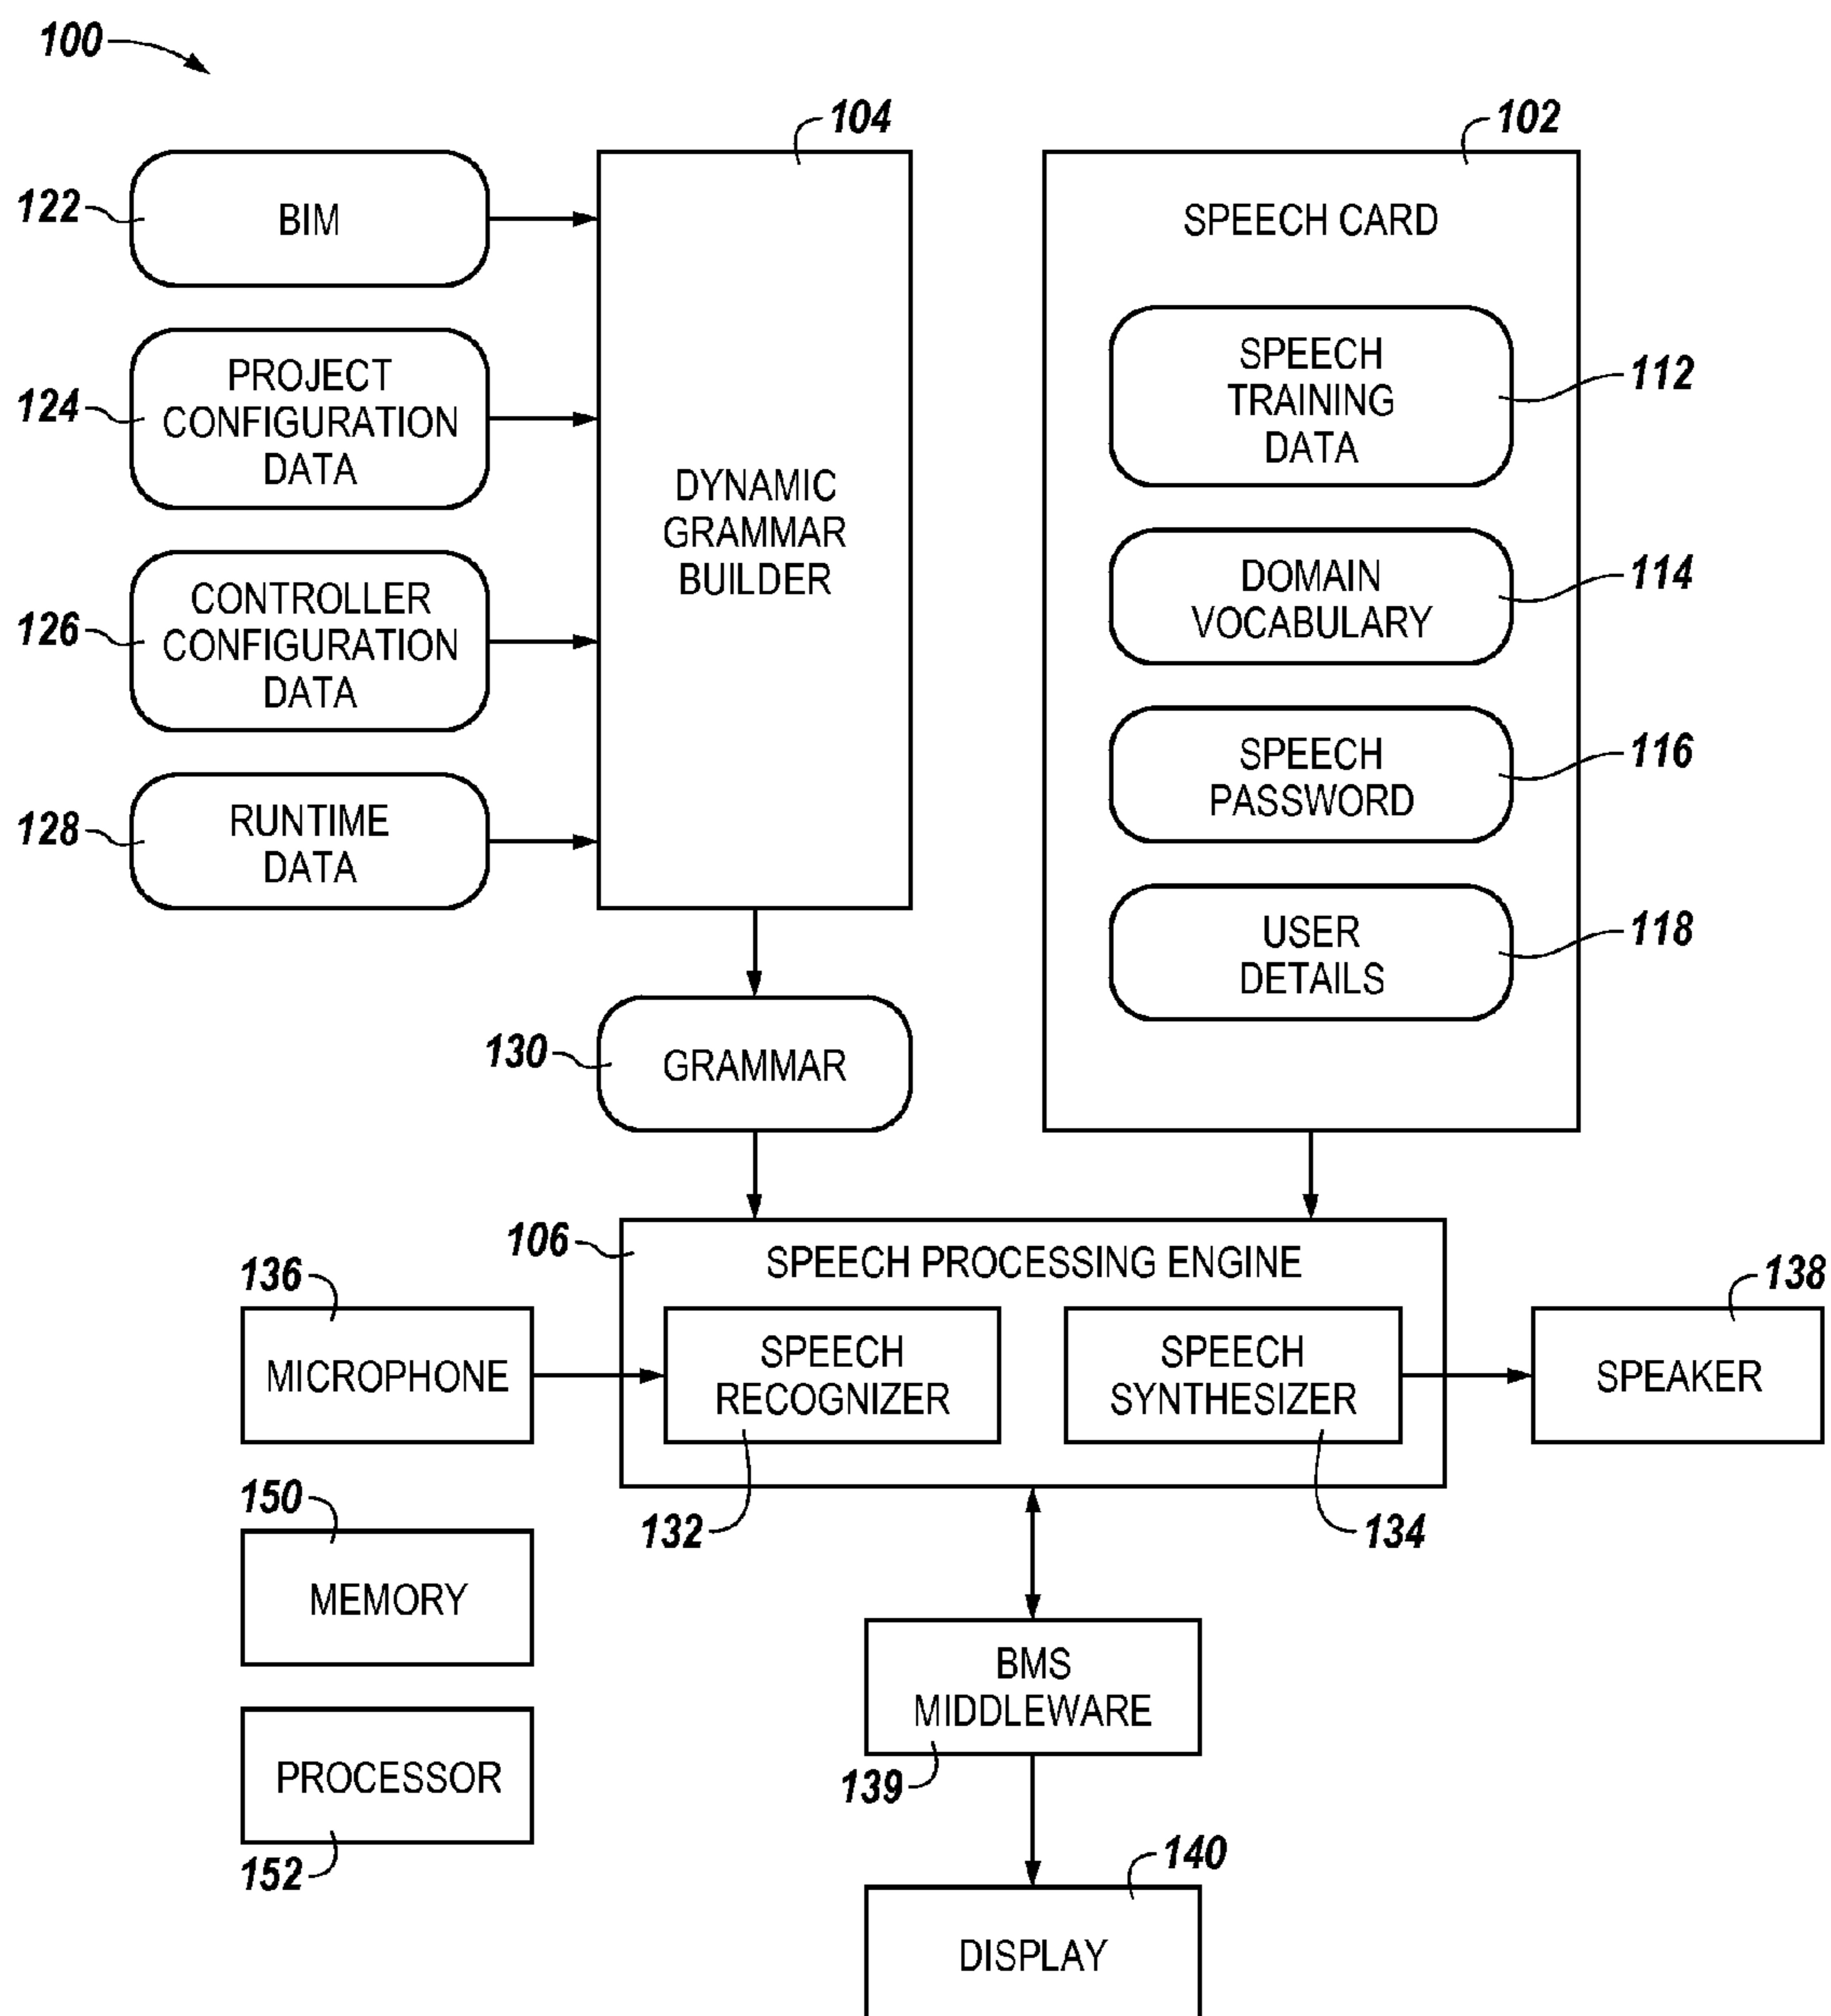 100
104
102
122
BIM
SPEECH CARD
124
PROJECT
CONFIGURATION
DATA
SPEECH
TRAINING
DATA
112
DYNAMIC
GRAMMAR
BUILDER
126
CONTROLLER
CONFIGURATION
DATA
DOMAIN
VOCABULARY
114
128
RUNTIME
DATA
SPEECH
PASSWORD
116
USER
DETAILS
118
130
GRAMMAR
106
SPEECH PROCESSING ENGINE
136
138
MICROPHONE
SPEECH
RECOGNIZER
SPEECH
SYNTHESIZER
SPEAKER
132
134
150
MEMORY
BMS
MIDDLEWARE
139
PROCESSOR
152
140
DISPLAY